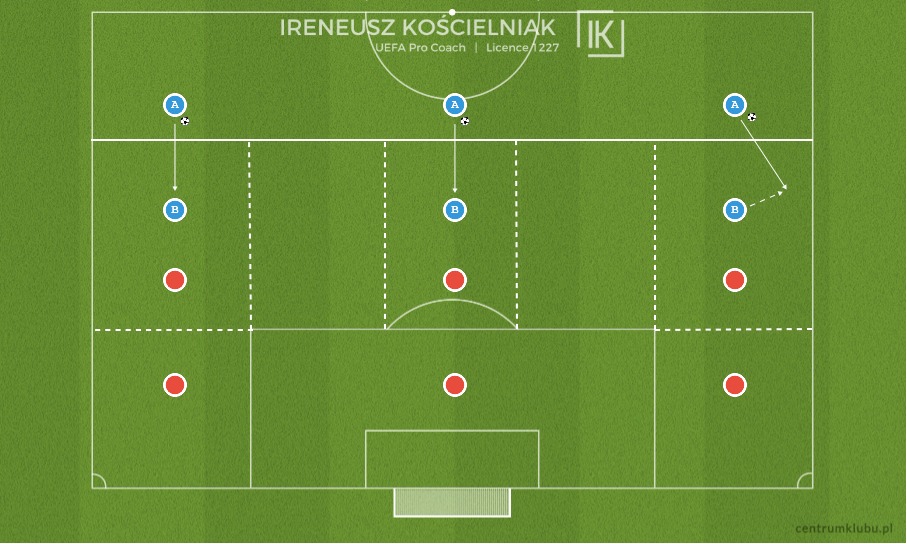 IRENEUSZ KOŚCIELNIAK IK
UEFA Pro Coach | Licence 1227
A A A
B B B
centrumklubu.pl